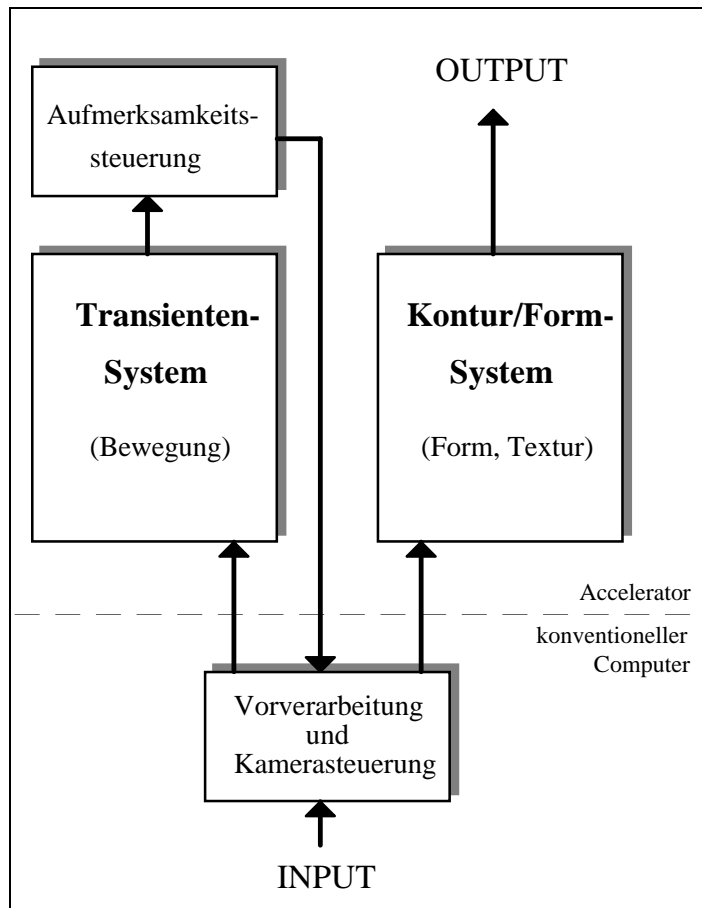 OUTPUT
Aufmerksamkeits-
steuerung
Transienten-
System
(Bewegung)
Kontur/Form-
System
(Form, Textur)
Accelerator
konventioneller
Computer
Vorverarbeitung
und
Kamerasteuerung
INPUT